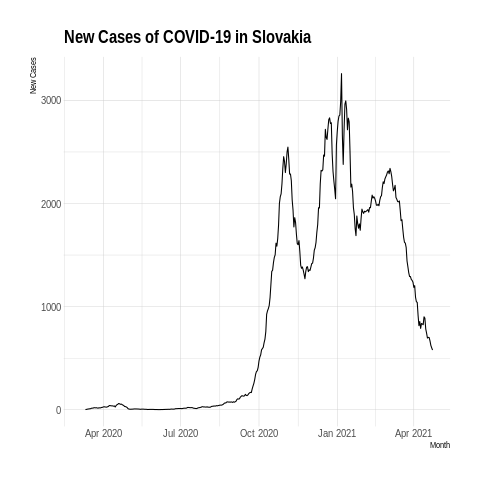 New Cases of COVID-19 in Slovakia
New Cases
3000
2000
1000
0
Apr 2020 Jul 2020 Oct 2020 Jan 2021 Apr 2021
Month